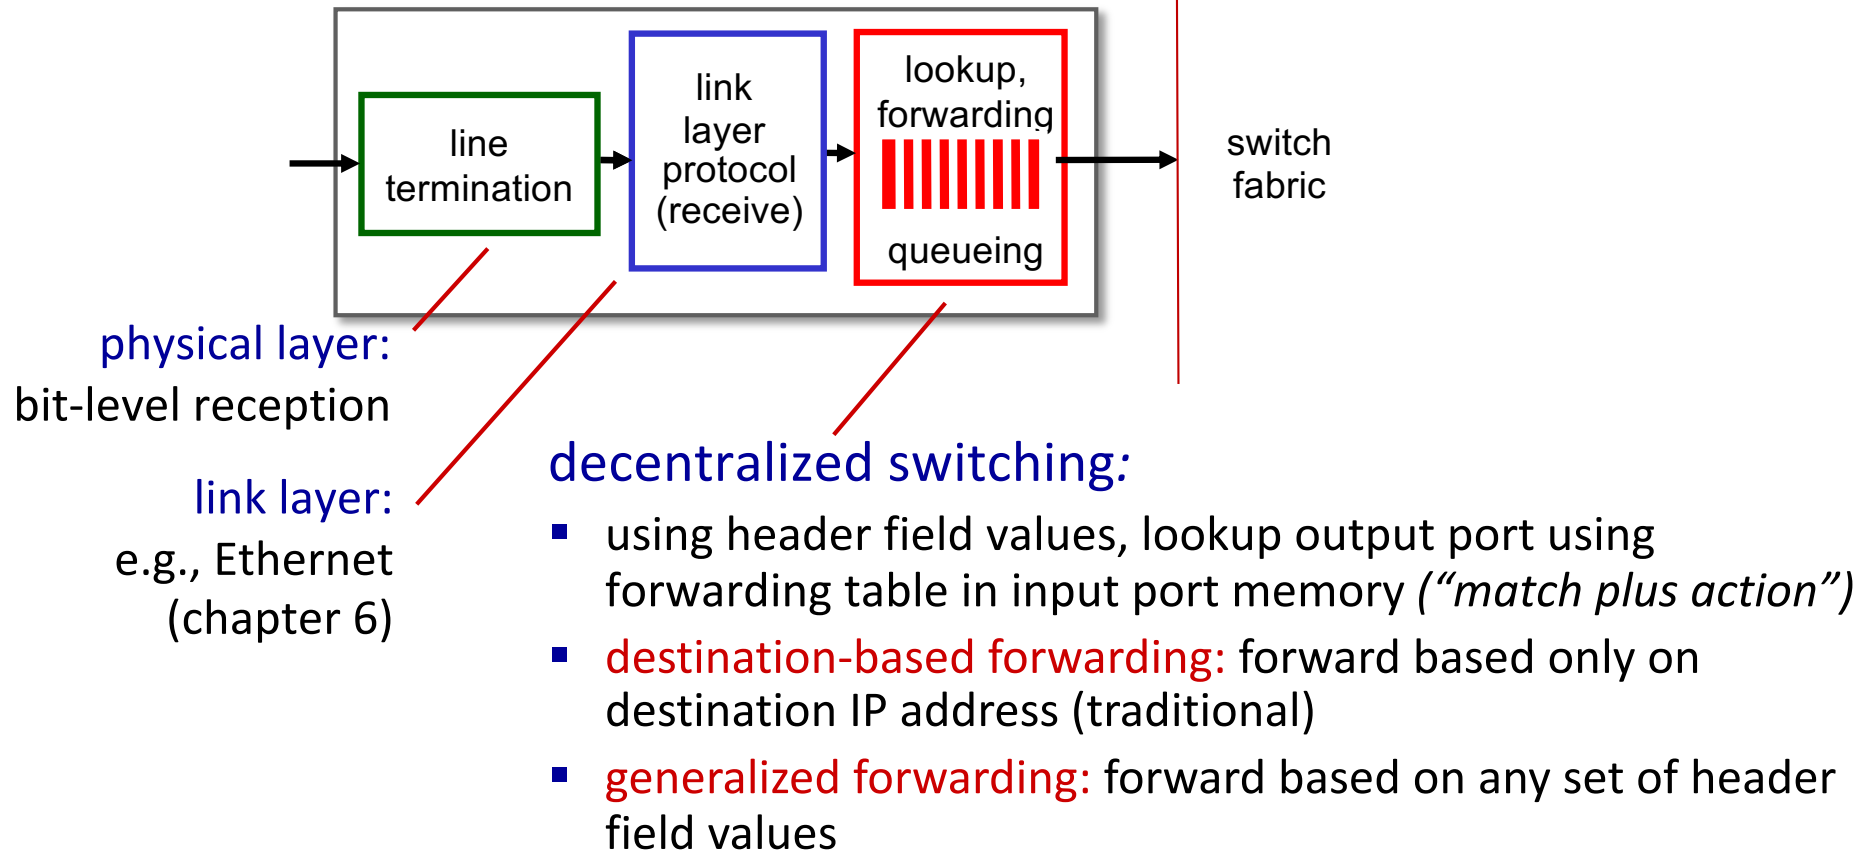 line
termination
link
layer
protocol
(receive)
lookup,
forwarding
queueing
switch
fabric
physical layer:
bit-level reception
link layer:
e.g., Ethernet
(chapter 6)
decentralized switching:
▪ using header field values, lookup output port using
forwarding table in input port memory (“match plus action”)
▪ destination-based forwarding: forward based only on
destination IP address (traditional)
▪ generalized forwarding: forward based on any set of header
field values